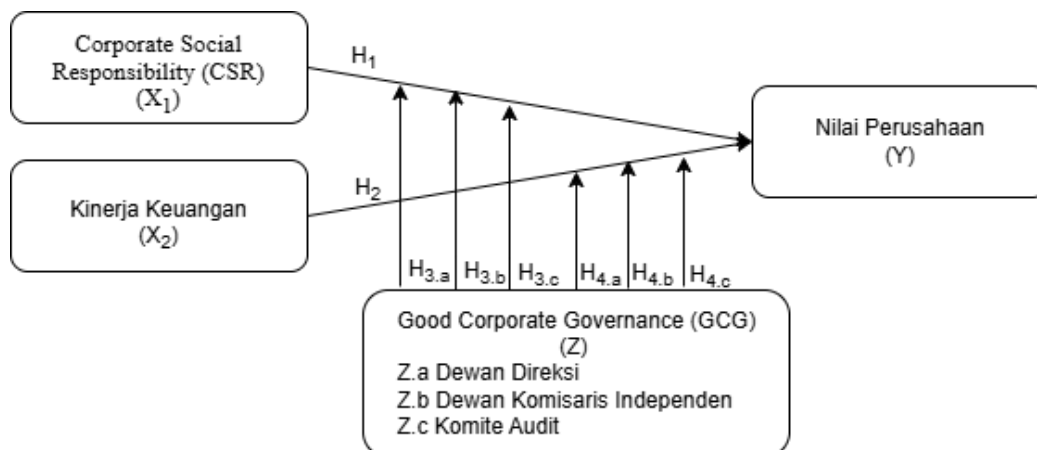 Corporate Social
Responsibility (CSR)
(X1)
H1
Nilai Perusahaan
(Y)
Kinerja Keuangan
(X2)
H2
H3.a H3.b H3.c H4.a H4.b H4.c
Good Corporate Governance (GCG)
(Z)
Z.a Dewan Direksi
Z.b Dewan Komisaris Independen
Z.c Komite Audit